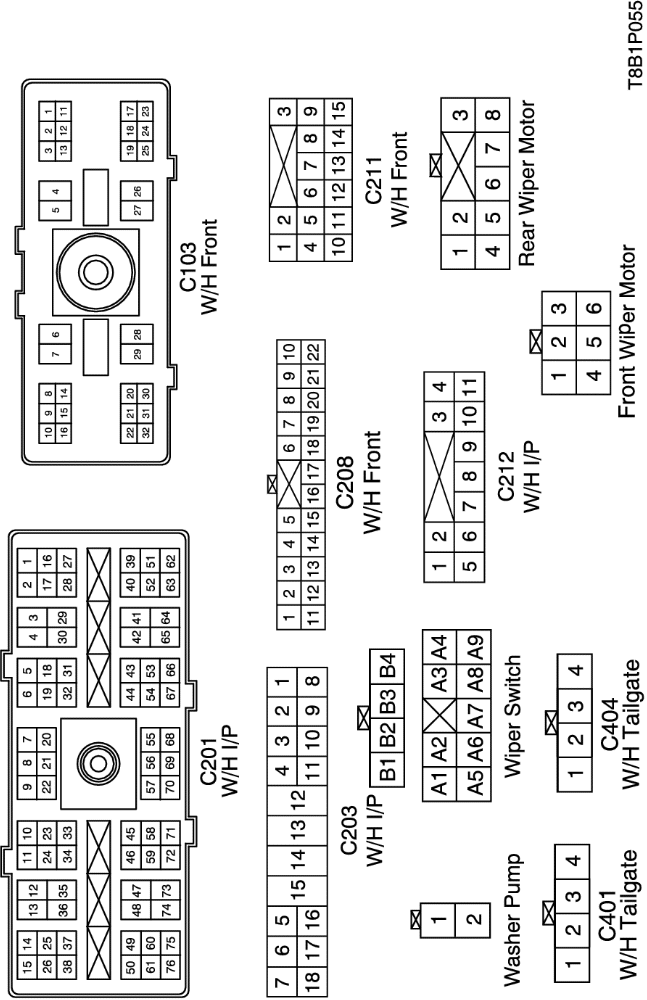 15 14 13 12 11 10 9 8 7 6 5 4 3 2 1
26 25 24 23 22 21 20 19 18 17 16
38 37 36 35 34 33 32 31 30 29 28 27
50 49 48 47 46 45 44 43 42 41 40 39
61 60 59 58 57 56 55 54 53 52 51
76 75 74 73 72 71 70 69 68 67 66 65 64 63 62
C201
W/H I/P
10 9 8 7 6 5 4 3 2 1
16 15 14 13 12 11
22 21 20 29 28 27 26 19 18 17
32 31 30 25 24 23
C103
W/H Front
7 6 5 15 14 13 12 4 3 2 1
18 17 16 11 10 9 8
C203
W/H I/P
1 2 3 4 5 6 7 8 9 10
11 12 13 14 15 16 17 18 19 20 21 22
C208
W/H Front
1 2 3
4 5 6 7 8 9
10 11 12 13 14 15
C211
W/H Front
1
2
Washer Pump
B1 B2 B3 B4
A1 A2 A3 A4
A5 A6 A7 A8 A9
Wiper Switch
1 2 3 4
5 6 7 8 9 10 11
C212
W/H I/P
1 2 3
4 5 6 7 8
Rear Wiper Motor
1 2 3 4
C401
W/H Tailgate
1 2 3 4
C404
W/H Tailgate
1 2 3
4 5 6
Front WiPer Motor
T8B1P055